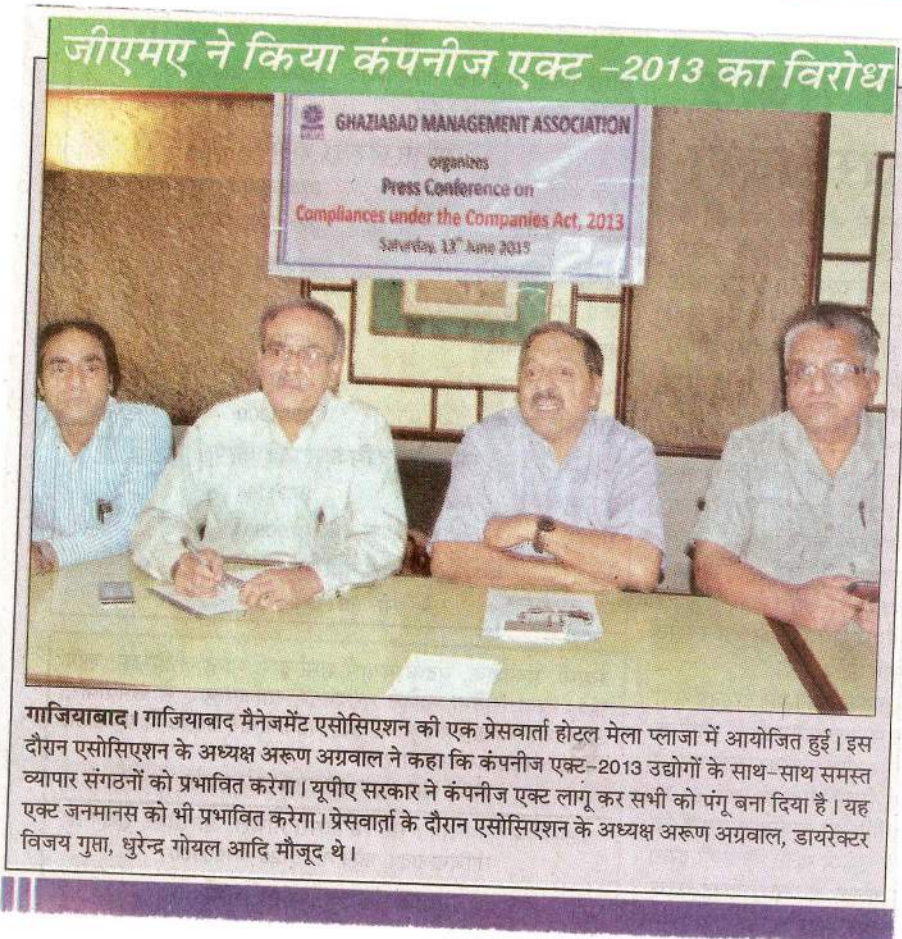 जीएमए ने किया कंपनीज एक्ट -2013 का विरोध
GHAZIABAD MANAGEMENT ASSOCIATION
organizes
Press Conference on
Compliances under the Companies Act, 2013
Saturday, 13th June 2015
गाजियाबाद। गाजियाबाद मैनेजमेंट एसोसिएशन की एक प्रेसवार्ता होटल मेला प्लाजा में आयोजित हुई। इस
दौरान एसोसिएशन के अध्यक्ष अरूण अग्रवाल ने कहा कि कंपनीज एक्ट-2013 उद्योगों के साथ-साथ समस्त
व्यापार संगठनों को प्रभावित करेगा। यूपीए सरकार ने कंपनीज एक्ट लागू कर सभी को पंगू बना दिया है। यह
एक्ट जनमानस को भी प्रभावित करेगा। प्रेसवार्ता के दौरान एसोसिएशन के अध्यक्ष अरूण अग्रवाल, डायरेक्टर
विजय गुप्ता, धुरेन्द्र गोयल आदि मौजूद थे।